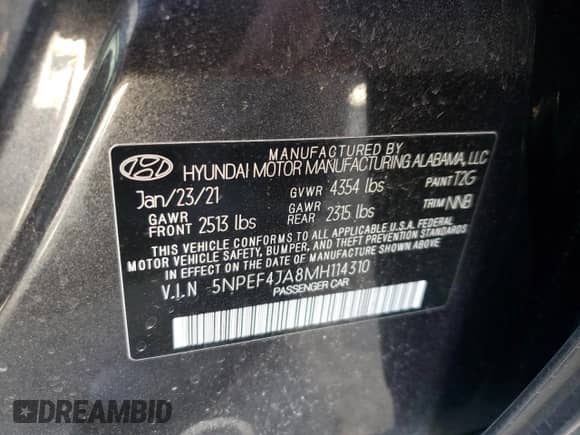 MANUFACTURED BY
HYUNDAI MOTOR MANUFACTURING ALABAMA, LLC
Jan/23/21 GVWR 4354 lbs PAINT T2G
GAWR FRONT 2513 lbs GAWR REAR 2315 lbs TRIM NNB
THIS VEHICLE CONFORMS TO ALL APPLICABLE U.S.A. FEDERAL
MOTOR VEHICLE SAFETY, BUMPER, AND THEFT PREVENTION
STANDARDS IN EFFECT ON THE DATE OF MANUFACTURE SHOWN ABOVE
V.I.N 5NPEF4JA8MH114310
PASSENGER CAR
DREAMBID